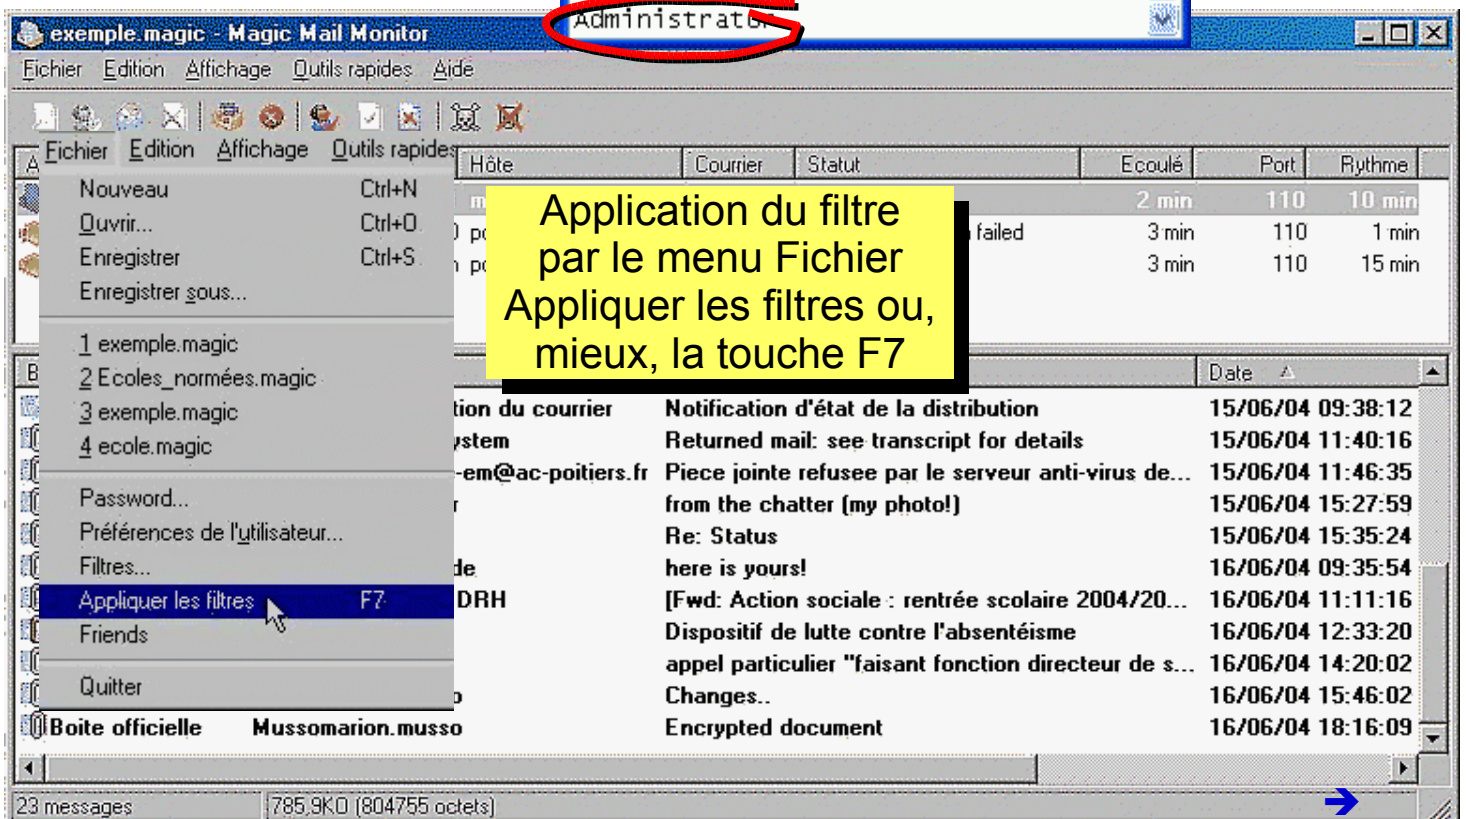 Administrator
exemple.magic - Magic Mail Monitor
Fichier Edition Affichage Outils rapides Aide
Fichier Edition Affichage Outils rapides
Hôte Courrier Statut Ecoulé Port Rythme
Nouveau Ctrl+N
Ouvrir... Ctrl+O
Enregistrer Ctrl+S
Enregistrer sous...
1 exemple.magic
2 Ecoles_normées.magic
3 exemple.magic
4 ecole.magic
Password...
Préférences de l'utilisateur...
Filtres...
Appliquer les filtres F7
Friends
Quitter
Application du filtre
par le menu Fichier
Appliquer les filtres ou,
mieux, la touche F7
2 min 110 10 min
failed 3 min 110 1 min
3 min 110 15 min
Date
tion du courrier Notification d'état de la distribution 15/06/04 09:38:12
ystem Returned mail: see transcript for details 15/06/04 11:40:16
-em@ac-poitiers.fr Piece jointe refusee par le serveur anti-virus de... 15/06/04 11:46:35
from the chatter (my photo!) 15/06/04 15:27:59
Re: Status 15/06/04 15:35:24
de here is yours! 16/06/04 09:35:54
DRH [Fwd: Action sociale : rentrée scolaire 2004/20... 16/06/04 11:11:16
Dispositif de lutte contre l'absentéisme 16/06/04 12:33:20
appel particulier "faisant fonction directeur de s... 16/06/04 14:20:02
Changes.. 16/06/04 15:46:02
Boite officielle Mussomarion.musso Encrypted document 16/06/04 18:16:09
23 messages 785,9KO (804755 octets)